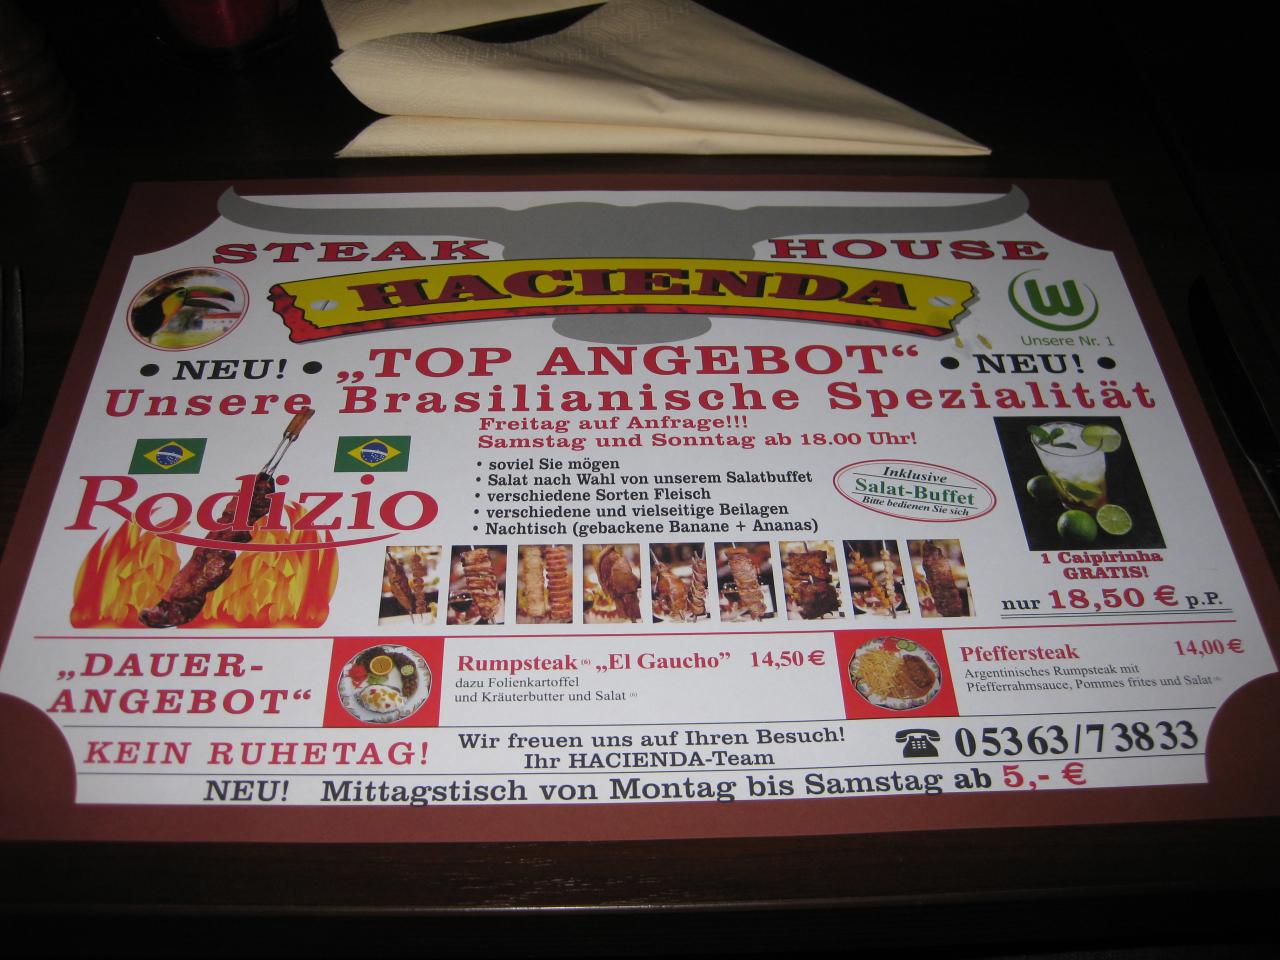 STEAK HOUSE
HACIENDA
W
Unsere Nr. 1
• NEU! • „TOP ANGEBOT“ • NEU! •
Unsere Brasilianische Spezialität
Freitag auf Anfrage!!!
Samstag und Sonntag ab 18.00 Uhr!
Rodizio
• soviel Sie mögen
• Salat nach Wahl von unserem Salatbuffet
• verschiedene Sorten Fleisch
• verschiedene und vielseitige Beilagen
• Nachtisch (gebackene Banane + Ananas)
Inklusive
Salat-Buffet
Bitte bedienen Sie sich
1 Caipirinha
GRATIS!
nur 18,50 € p.P.
„DAUER-
ANGEBOT“
Rumpsteak (6) „El Gaucho” 14,50 €
dazu Folienkartoffel
und Kräuterbutter und Salat (6)
Pfeffersteak 14,00 €
Argentinisches Rumpsteak mit
Pfefferrahmsauce, Pommes frites und Salat
KEIN RUHETAG!
Wir freuen uns auf Ihren Besuch!
Ihr HACIENDA-Team
☎ 05363/73833
NEU! Mittagstisch von Montag bis Samstag ab 5,- €